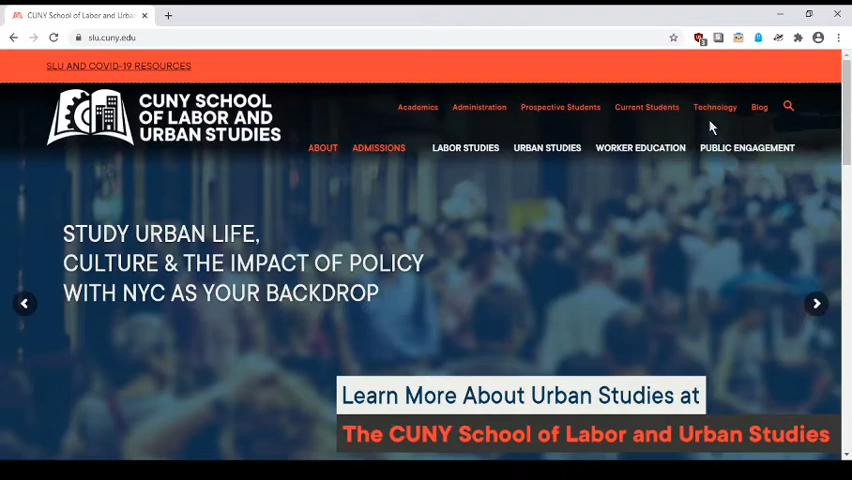 CUNY School of Labor and Urban
slu.cuny.edu
3
SLU AND COVID-19 RESOURCES
CUNY SCHOOL
OF LABOR AND
URBAN STUDIES
Academics Administration Prospective Students Current Students Technology Blog
ABOUT ADMISSIONS LABOR STUDIES URBAN STUDIES WORKER EDUCATION PUBLIC ENGAGEMENT
STUDY URBAN LIFE,
CULTURE & THE IMPACT OF POLICY
WITH NYC AS YOUR BACKDROP
Learn More About Urban Studies at
The CUNY School of Labor and Urban Studies